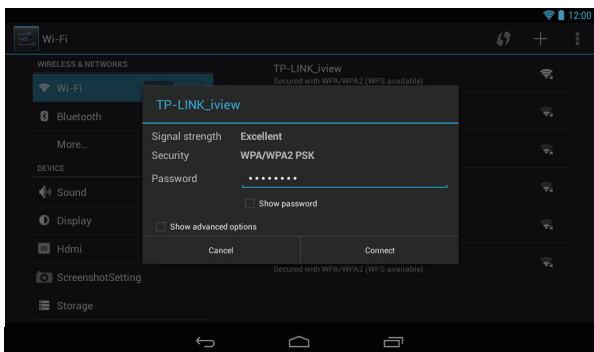 12:00
Wi-Fi
WIRELESS & NETWORKS
TP-LINK_iview
Secured with WPA/WPA2 (WPS available)
Wi-Fi
TP-LINK_iview
Bluetooth
Signal strength Excellent
More...
Security WPA/WPA2 PSK
DEVICE
Password ••••••••
Sound
Show password
Display
Show advanced options
Hdmi
Cancel Connect
Secured with WPA/WPA2 (WPS available)
ScreenshotSetting
Storage